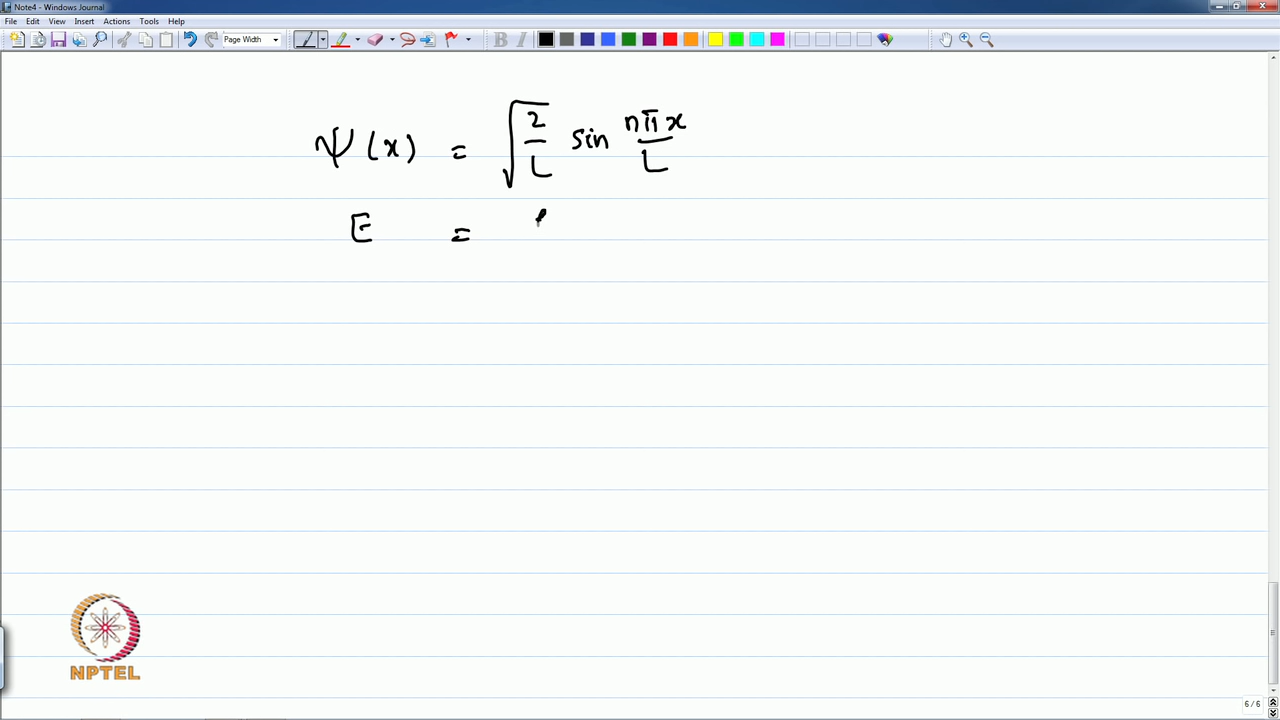 Note4 - Windows Journal
File Edit View Insert Actions Tools Help
Page Width
B I
Ψ(x) = √(2/L) sin nπx/L
E =
NPTEL
6 / 6